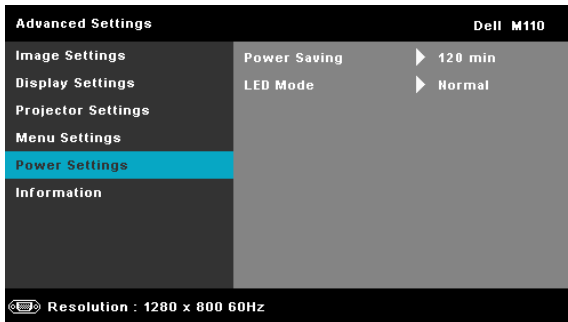 Advanced Settings Dell M110
Image Settings Power Saving 120 min
Display Settings LED Mode Normal
Projector Settings
Menu Settings
Power Settings
Information
Resolution : 1280 x 800 60Hz